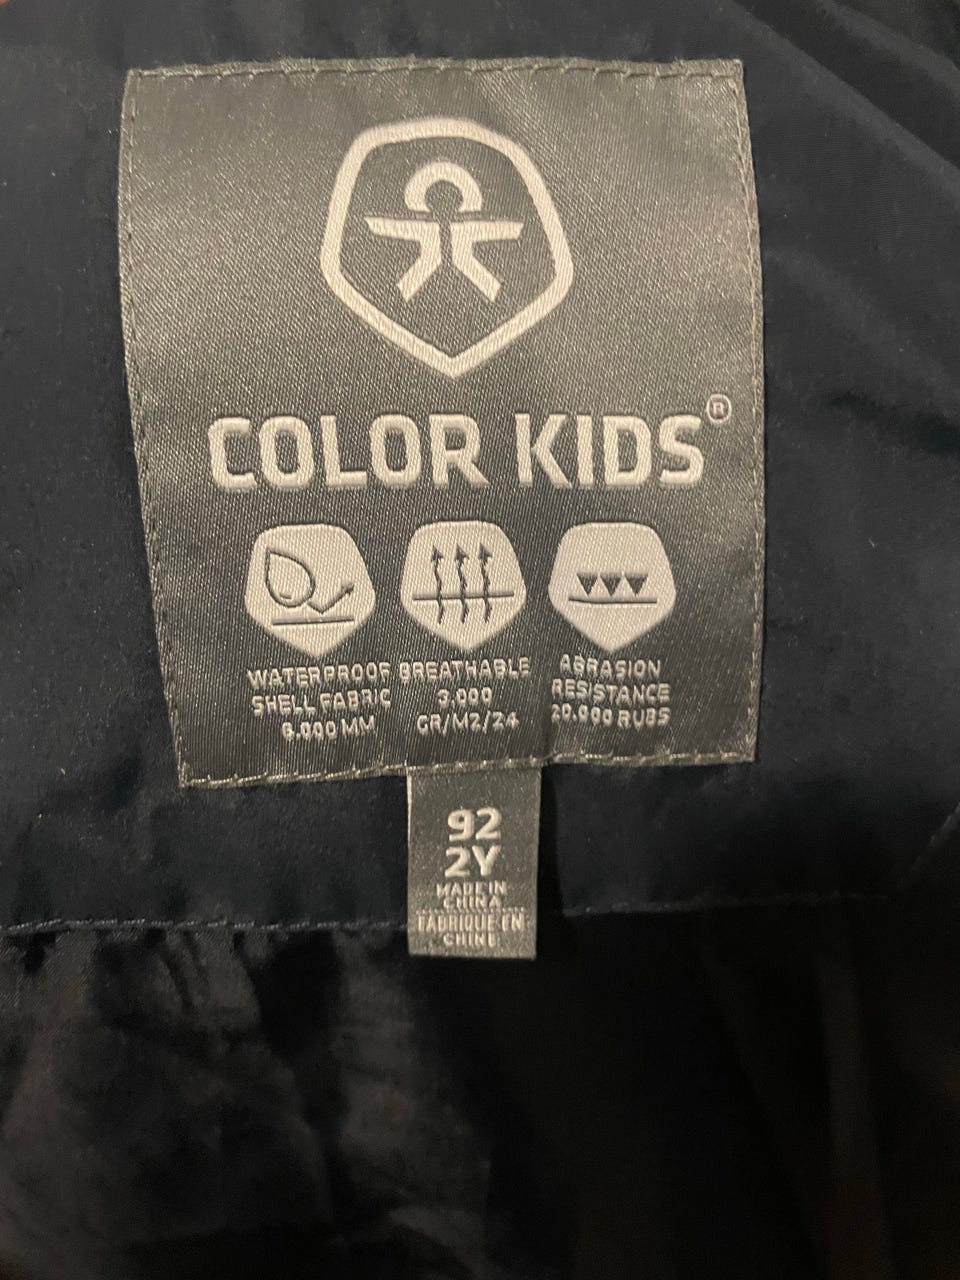 COLOR KIDS®
WATERPROOF
SHELL FABRIC
6.000 MM
BREATHABLE
3.000
GR/M2/24
ABRASION
RESISTANCE
20.000 RUBS
92
2Y
MADE IN
CHINA
FABRIQUE EN
CHINE